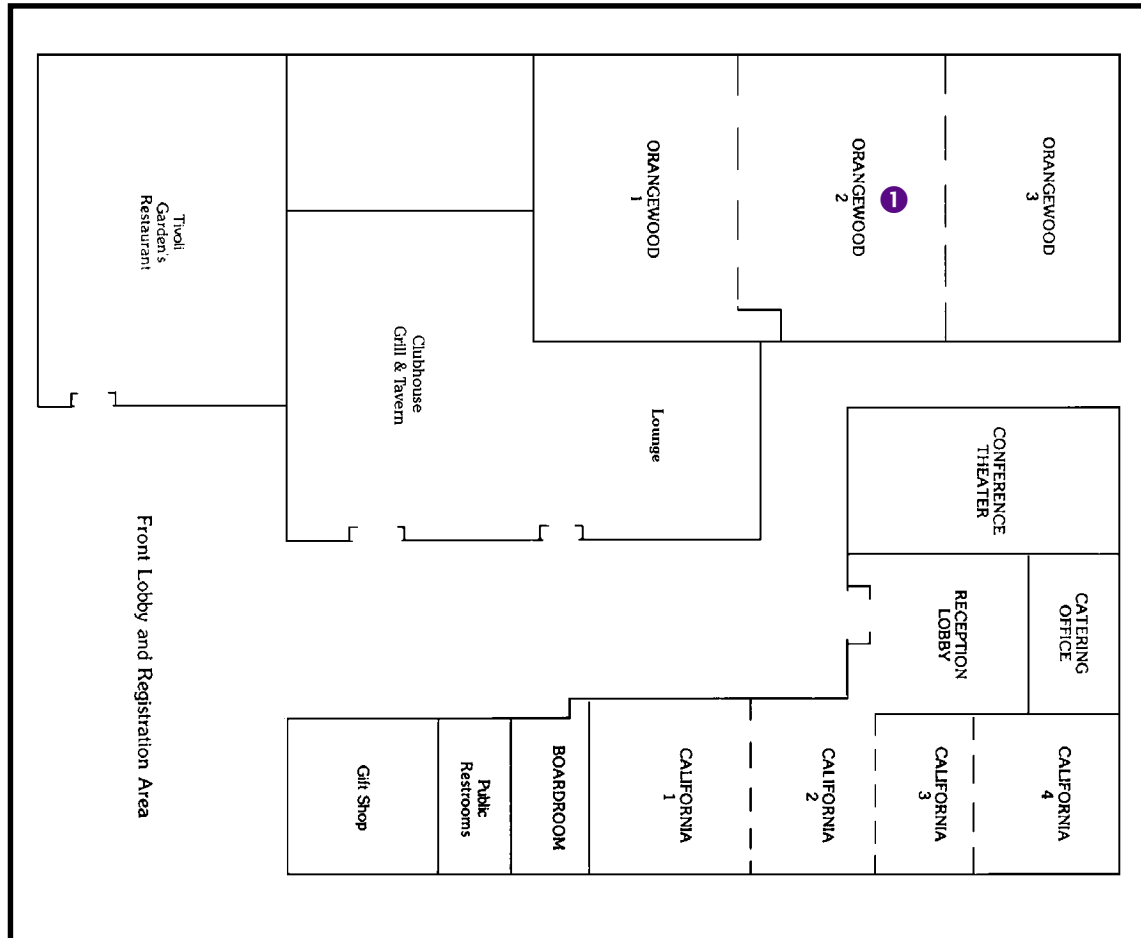 ORANGEWOOD
1
ORANGEWOOD
2
1
ORANGEWOOD
3
Tivoli
Garden's
Restaurant
Clubhouse
Grill & Tavern
Lounge
CONFERENCE
THEATER
RECEPTION
LOBBY
CATERING
OFFICE
Front Lobby and Registration Area
Gift Shop
Public
Restrooms
BOARDROOM
CALIFORNIA
1
CALIFORNIA
2
CALIFORNIA
3
CALIFORNIA
4